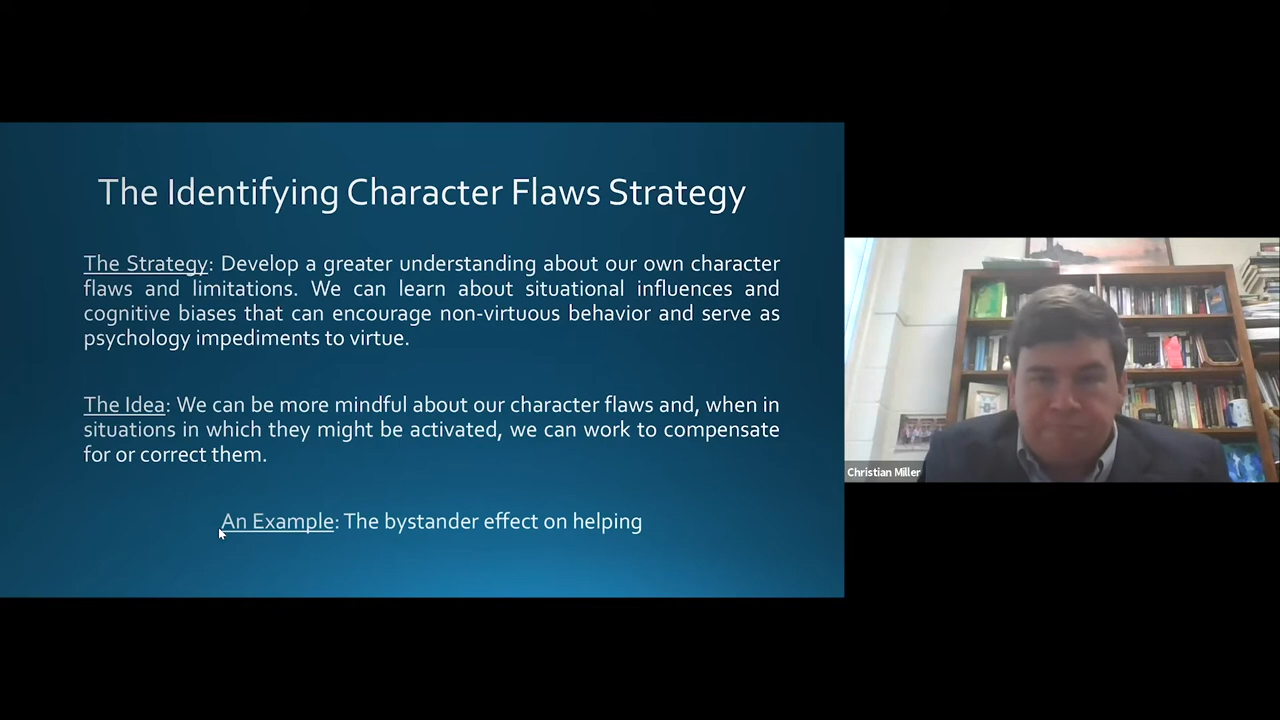 The Identifying Character Flaws Strategy
The Strategy: Develop a greater understanding about our own character
flaws and limitations. We can learn about situational influences and
cognitive biases that can encourage non-virtuous behavior and serve as
psychology impediments to virtue.
The Idea: We can be more mindful about our character flaws and, when in
situations in which they might be activated, we can work to compensate
for or correct them.
An Example: The bystander effect on helping
Christian Miller